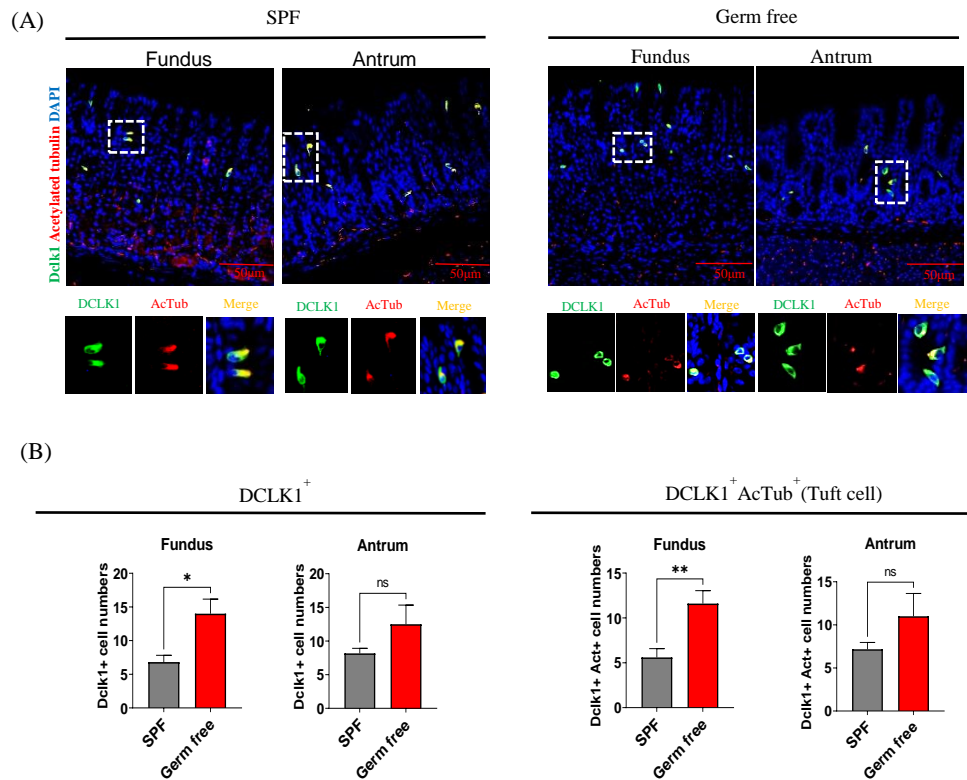 (A)
SPF
Germ free
Fundus
Antrum
Fundus
Antrum
Dclk1 Acetylated tubulin DAPI
50μm
50μm
50μm
50μm
DCLK1
AcTub
Merge
DCLK1
AcTub
Merge
DCLK1
AcTub
Merge
DCLK1
AcTub
Merge
(B)
DCLK1+
DCLK1+AcTub+(Tuft cell)
Fundus
Dclk1+ cell numbers
20
15
10
5
0
*
SPF
Germ free
Antrum
Dclk1+ cell numbers
20
15
10
5
0
ns
SPF
Germ free
Fundus
Dclk1+ Act+ cell numbers
15
10
5
0
**
SPF
Germ free
Antrum
Dclk1+ Act+ cell numbers
15
10
5
0
ns
SPF
Germ free